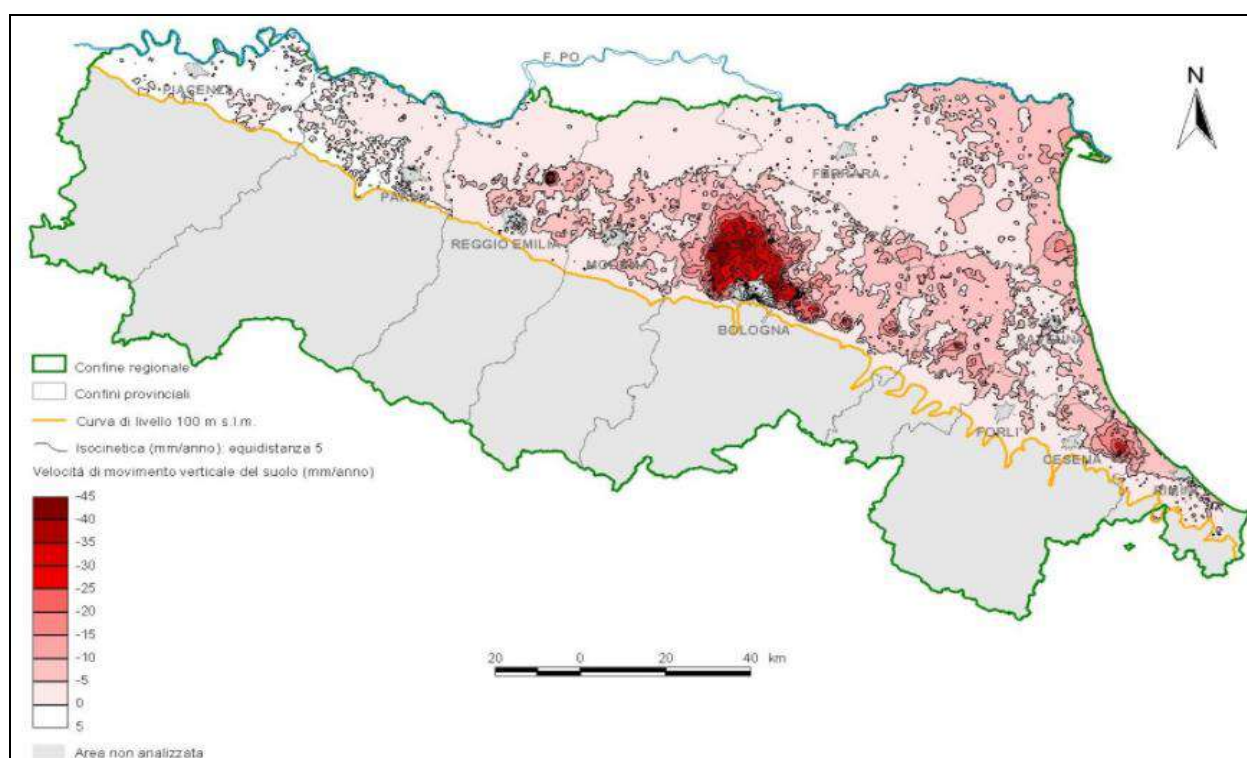 F. PO
N
PIACENZA
FERRARA
PARMA
REGGIO EMILIA
MODENA
BOLOGNA
RAVENNA
FORLI'
CESENA
RIMINI
Confine regionale
Confini provinciali
Curva di livello 100 m s.l.m.
Isocinetica (mm/anno): equidistanza 5
Velocità di movimento verticale del suolo (mm/anno)
-45
-40
-35
-30
-25
-20
-15
-10
-5
0
5
Area non analizzata
20 0 20 40 km